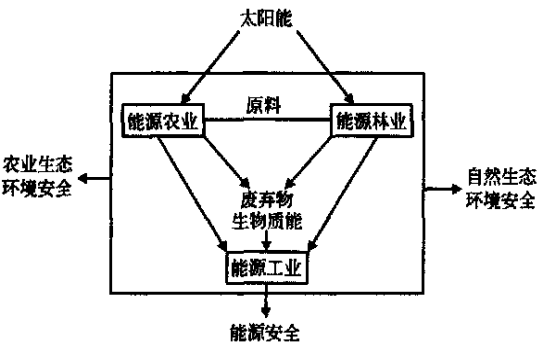 太阳能
原料
能源农业
能源林业
农业生态
环境安全
废弃物
生物质能
自然生态
环境安全
能源工业
能源安全